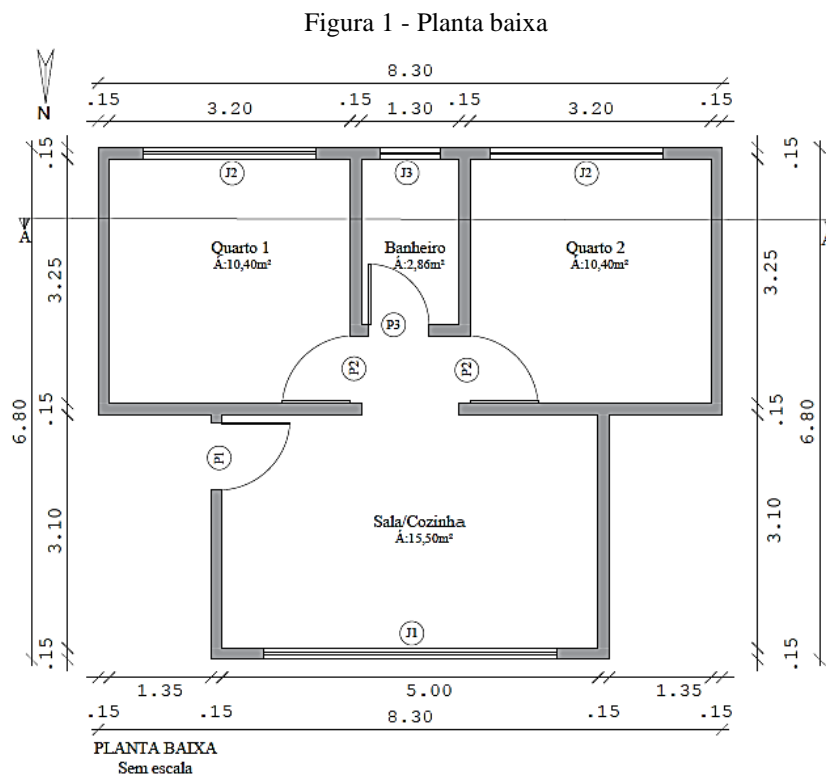 Figura 1 - Planta baixa
N
8.30
.15 3.20 .15 1.30 .15 3.20 .15
.15 .15
J2 J3 J2
A A
Quarto 1 Banheiro Quarto 2
Á:10,40m² Á:2,86m² Á:10,40m²
3.25 3.25
P3
P2 P2
.15 .15
6.80 6.80
P1
Sala/Cozinha
Á:15,50m²
3.10 3.10
J1
.15 .15
1.35 5.00 1.35
.15 .15 .15 .15
8.30
PLANTA BAIXA
Sem escala